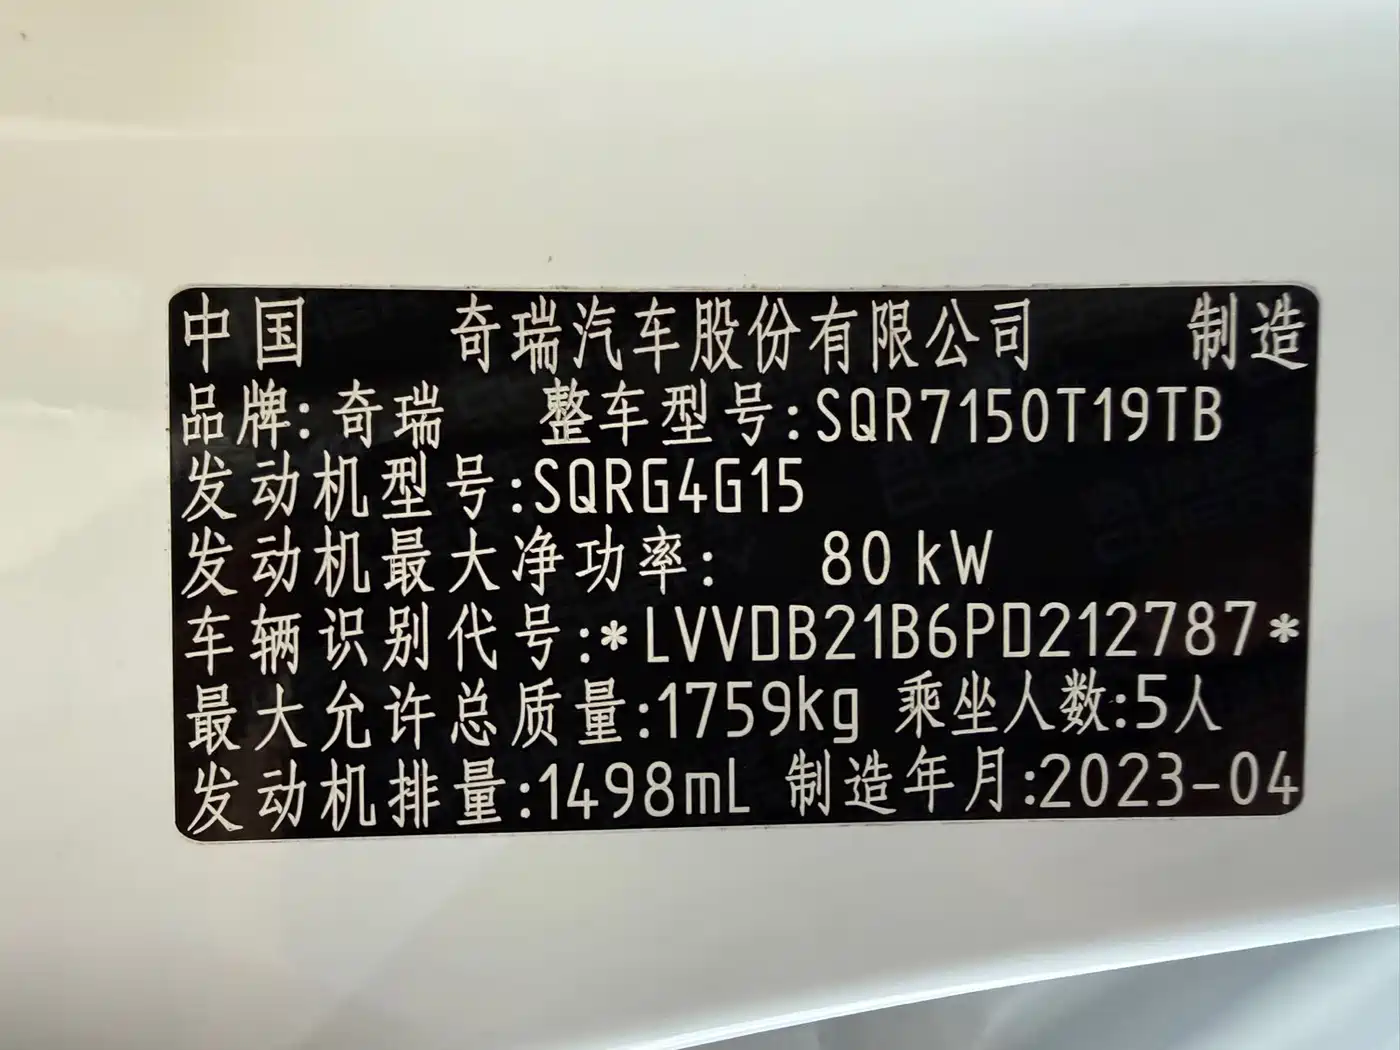 中国 奇瑞汽车股份有限公司 制造
品牌:奇瑞 整车型号:SQR7150T19TB
发动机型号:SQRG4G15
发动机最大净功率: 80 kW
车辆识别代号:*LVVDB21B6PD212787*
最大允许总质量:1759kg 乘坐人数:5人
发动机排量:1498mL 制造年月:2023-04